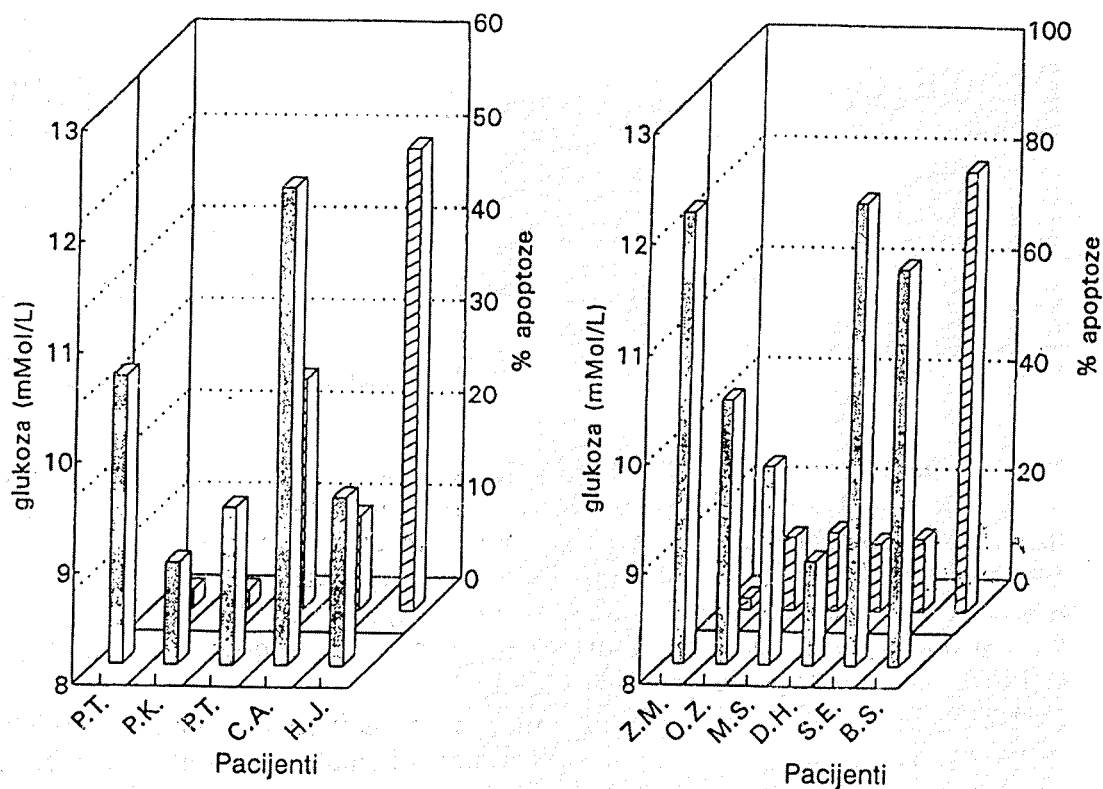 60
50
40
30
20
10
0
% apoptoze
13
12
11
10
9
8
glukoza (mMol/L)
P.T.
P.K.
P.T.
C.A.
H.J.
Pacijenti
100
80
60
40
20
0
% apoptoze
13
12
11
10
9
8
glukoza (mMol/L)
Z.M.
O.Z.
M.S.
D.H.
S.E.
B.S.
Pacijenti